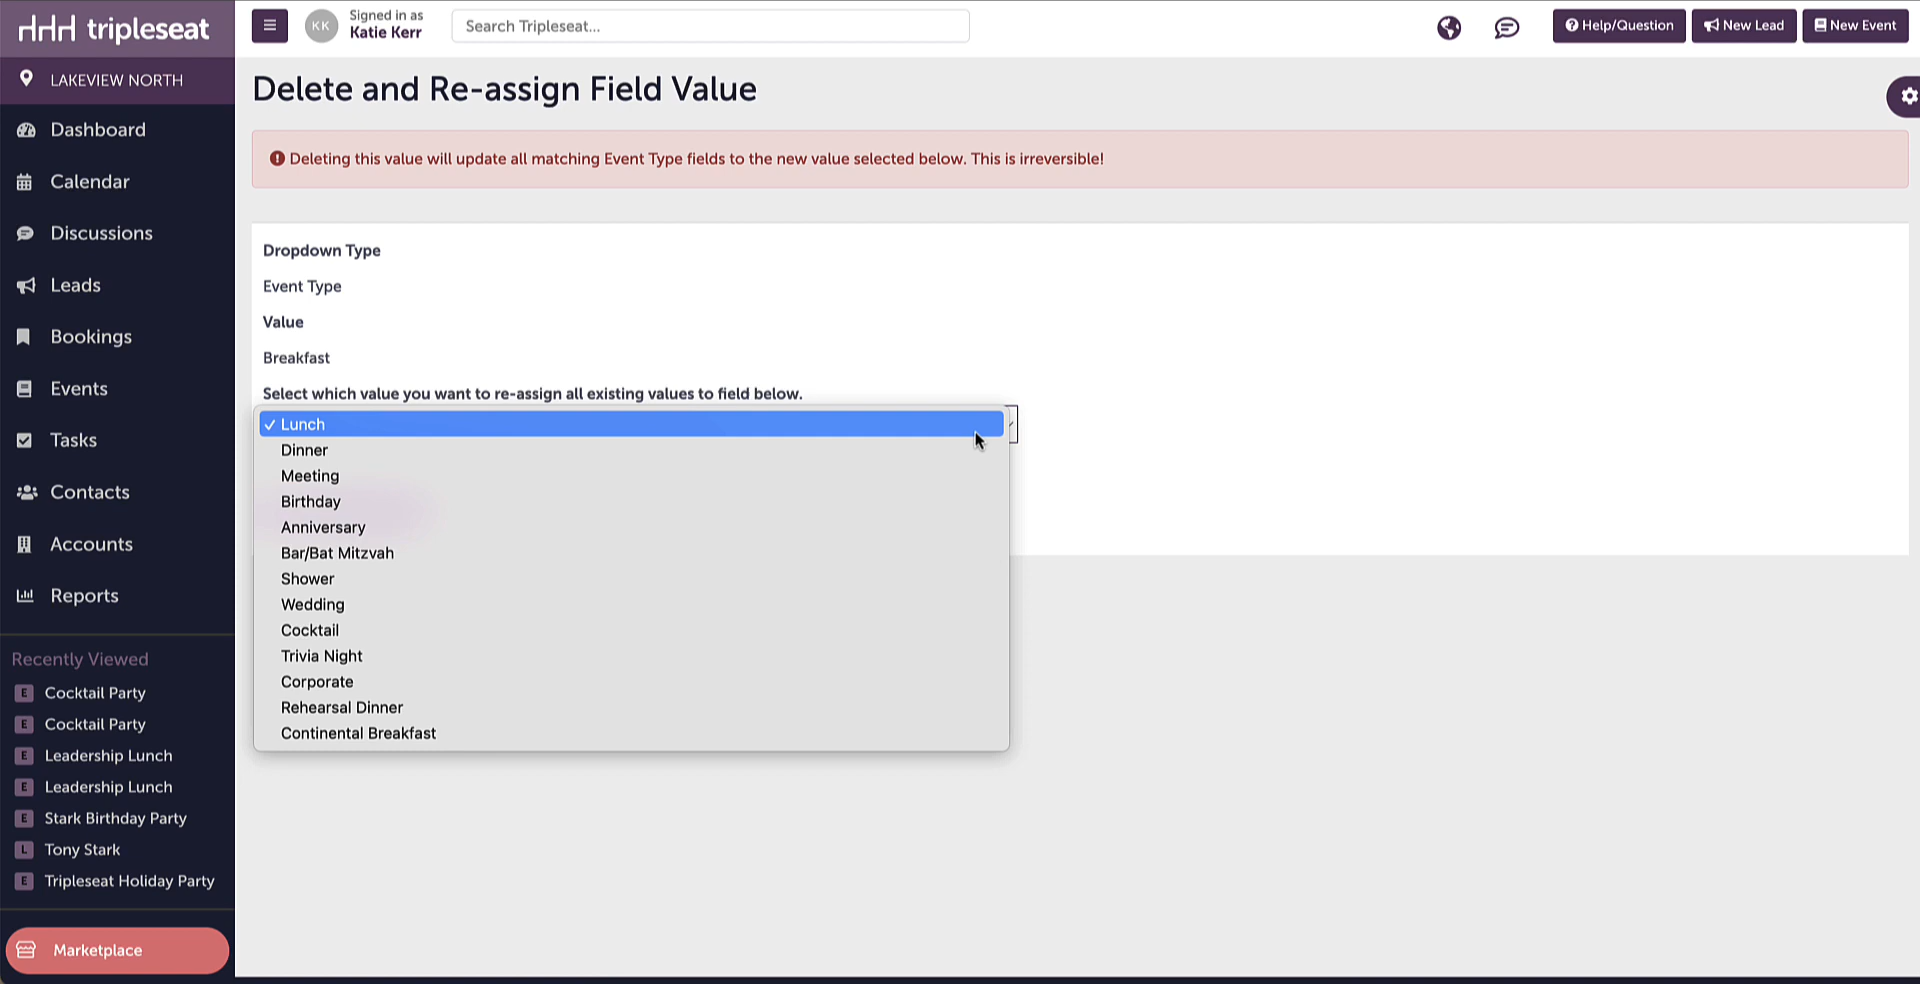 tripleseat
KK
Signed in as
Katie Kerr
Search Tripleseat...
Help/Question
New Lead
New Event
LAKEVIEW NORTH
Dashboard
Calendar
Discussions
Leads
Bookings
Events
Tasks
Contacts
Accounts
Reports
Recently Viewed
E Cocktail Party
E Cocktail Party
E Leadership Lunch
E Leadership Lunch
E Stark Birthday Party
L Tony Stark
E Tripleseat Holiday Party
Marketplace
Delete and Re-assign Field Value
Deleting this value will update all matching Event Type fields to the new value selected below. This is irreversible!
Dropdown Type
Event Type
Value
Breakfast
Select which value you want to re-assign all existing values to field below.
✓ Lunch
Dinner
Meeting
Birthday
Anniversary
Bar/Bat Mitzvah
Shower
Wedding
Cocktail
Trivia Night
Corporate
Rehearsal Dinner
Continental Breakfast